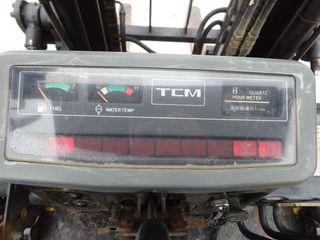 TCM
QUARTZ
HOUR METER
FUEL
WATER TEMP